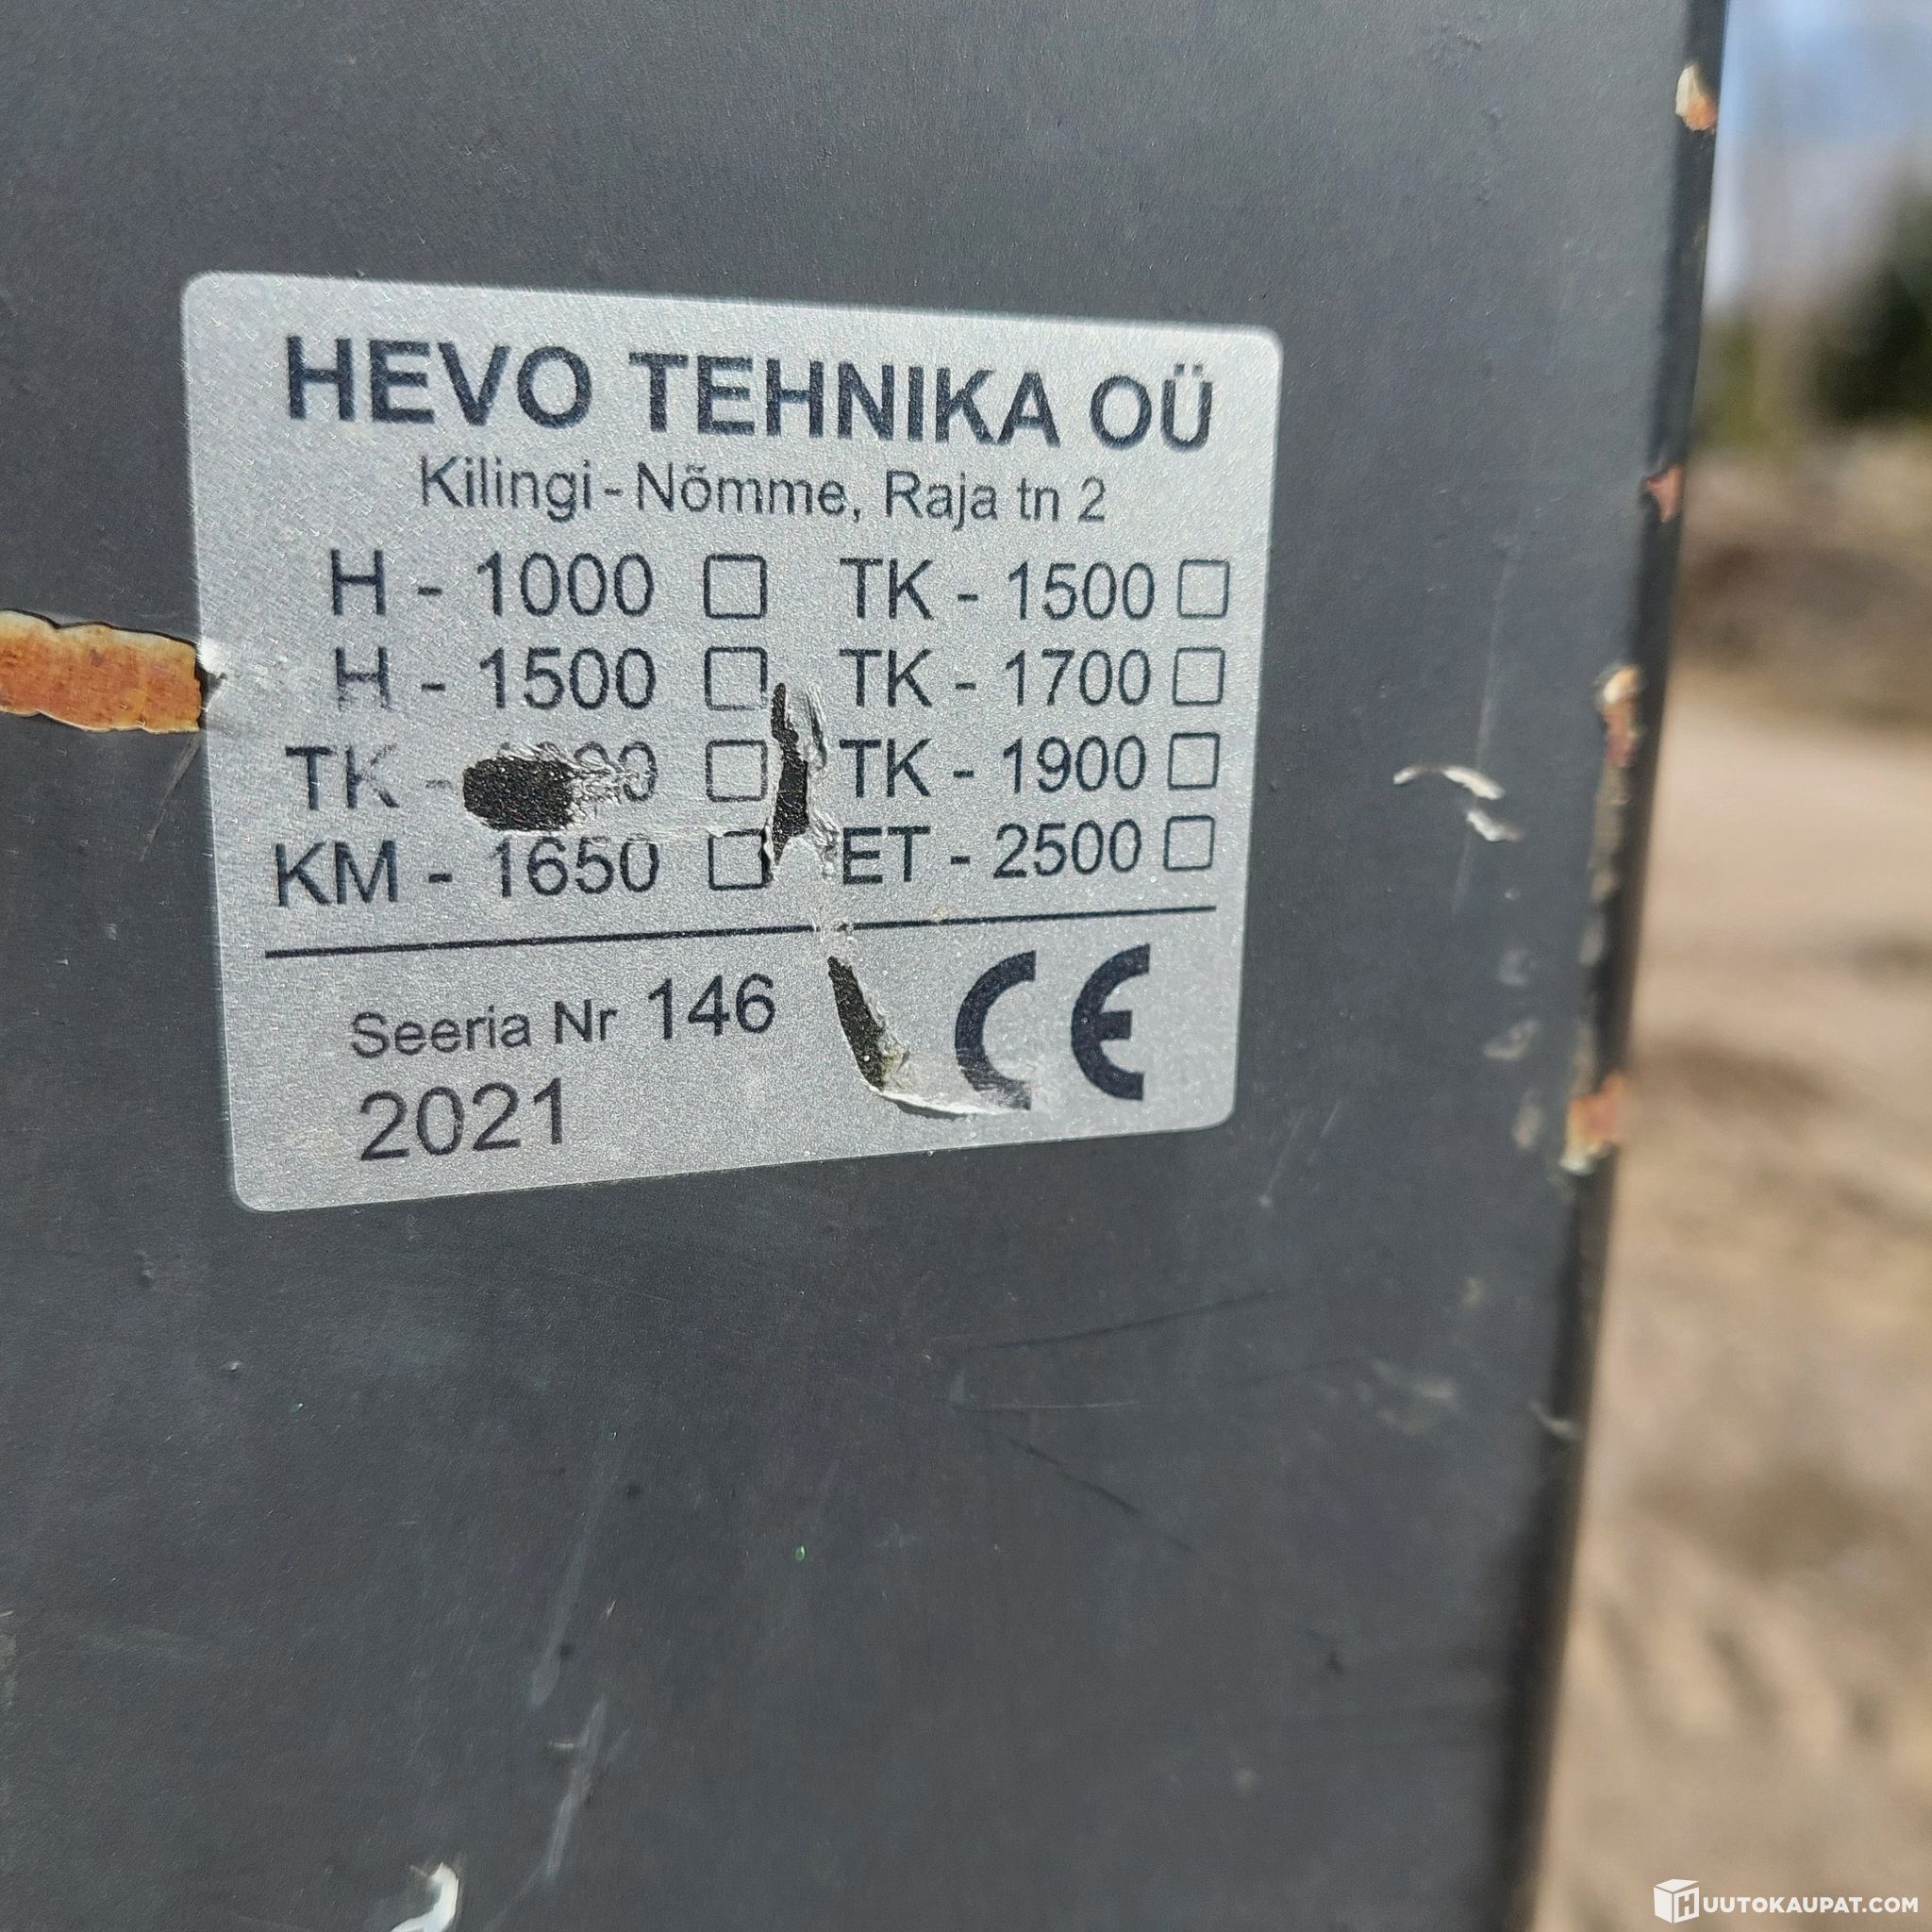 HEVO TEHNIKA OÜ
Kilingi-Nõmme, Raja tn 2
H - 1000 □ TK - 1500 □
H - 1500 □ TK - 1700 □
TK - □ TK - 1900 □
KM - 1650 □ ET - 2500 □
Seeria Nr 146
CE
2021
HUUTOKAUPAT.COM